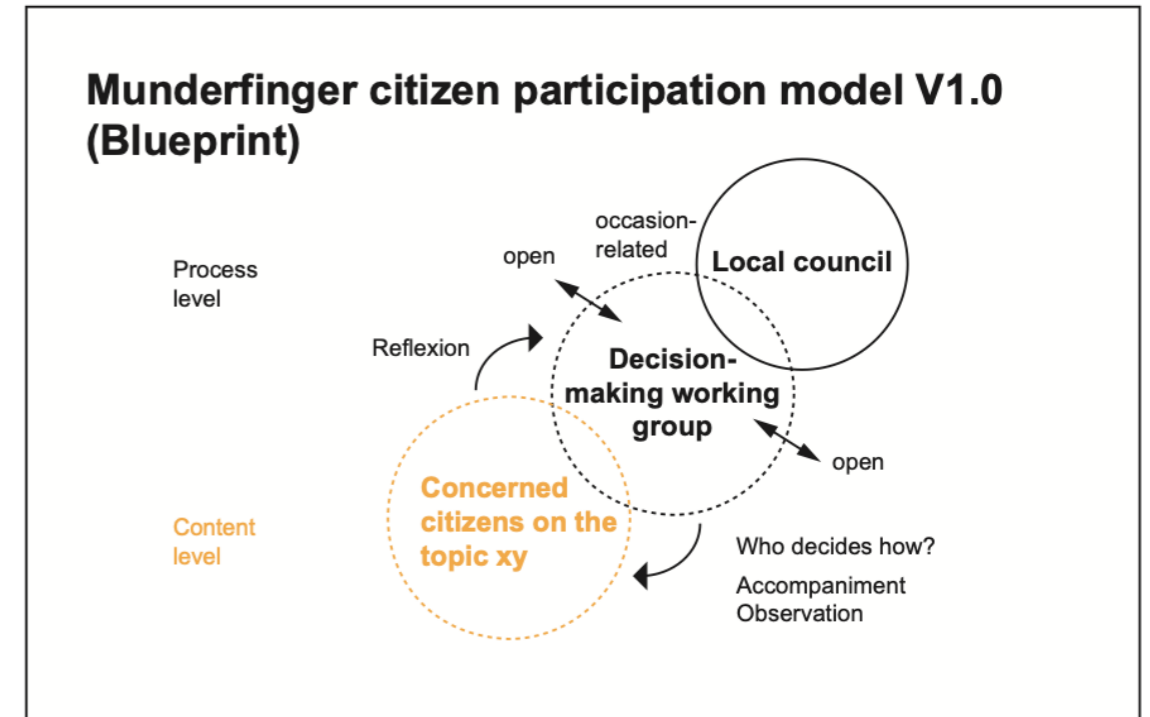 Munderfinger citizen participation model V1.0
(Blueprint)
occasion-
related
open
Local council
Process
level
Reflexion
Decision-
making working
group
open
Concerned
citizens on the
topic xy
Content
level
Who decides how?
Accompaniment
Observation